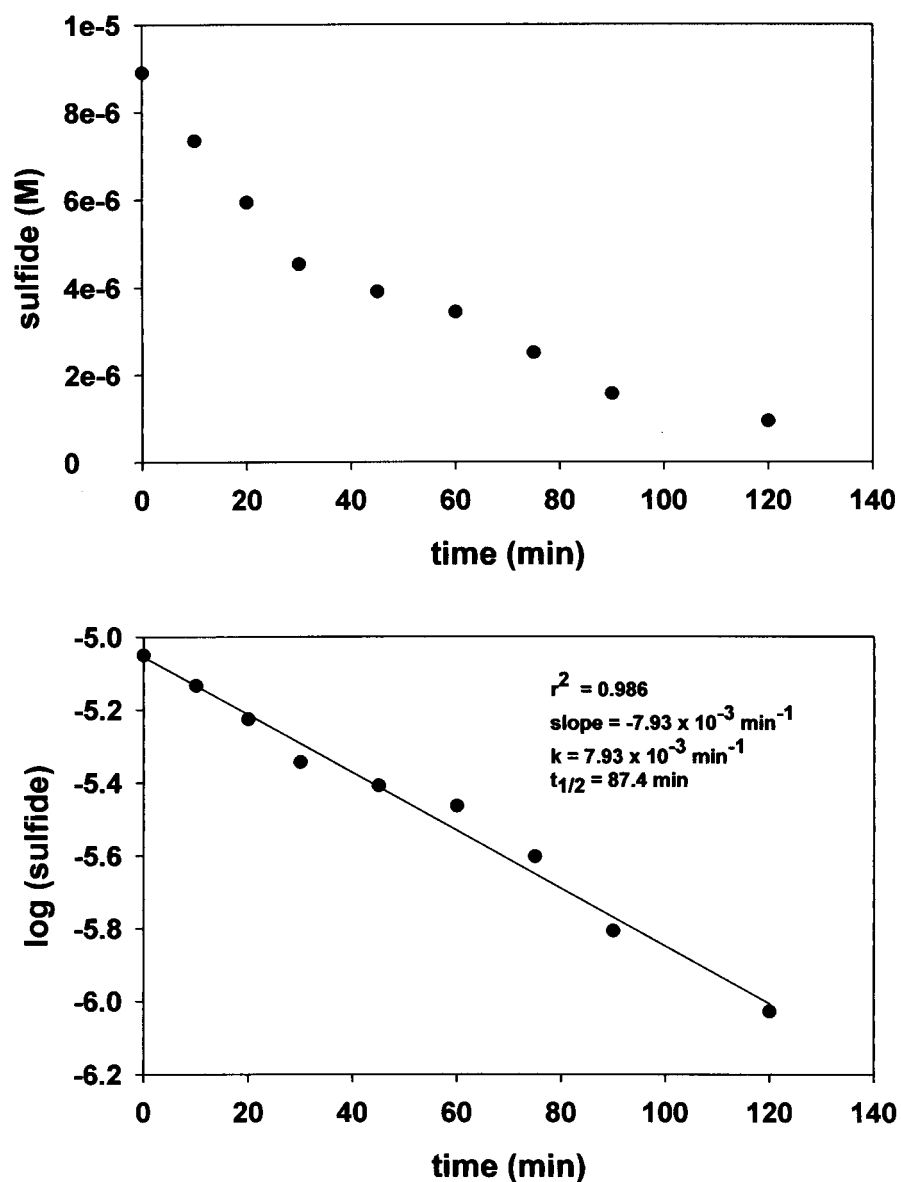 1e-5
8e-6
6e-6
4e-6
2e-6
0
sulfide (M)
0 20 40 60 80 100 120 140
time (min)
-5.0
-5.2
-5.4
-5.6
-5.8
-6.0
-6.2
log (sulfide)
r² = 0.986
slope = -7.93 x 10⁻³ min⁻¹
k = 7.93 x 10⁻³ min⁻¹
t₁/₂ = 87.4 min
0 20 40 60 80 100 120 140
time (min)